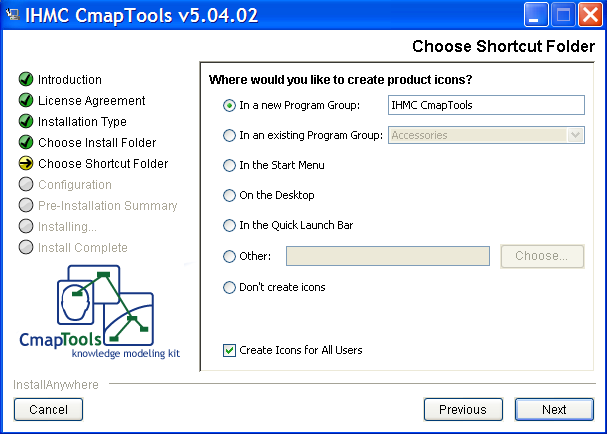 IHMC CmapTools v5.04.02
Choose Shortcut Folder
Introduction
License Agreement
Installation Type
Choose Install Folder
Choose Shortcut Folder
Configuration
Pre-Installation Summary
Installing...
Install Complete
CmapTools
knowledge modeling kit
Where would you like to create product icons?
In a new Program Group: IHMC CmapTools
In an existing Program Group: Accessories
In the Start Menu
On the Desktop
In the Quick Launch Bar
Other: Choose...
Don't create icons
Create Icons for All Users
InstallAnywhere
Cancel Previous Next